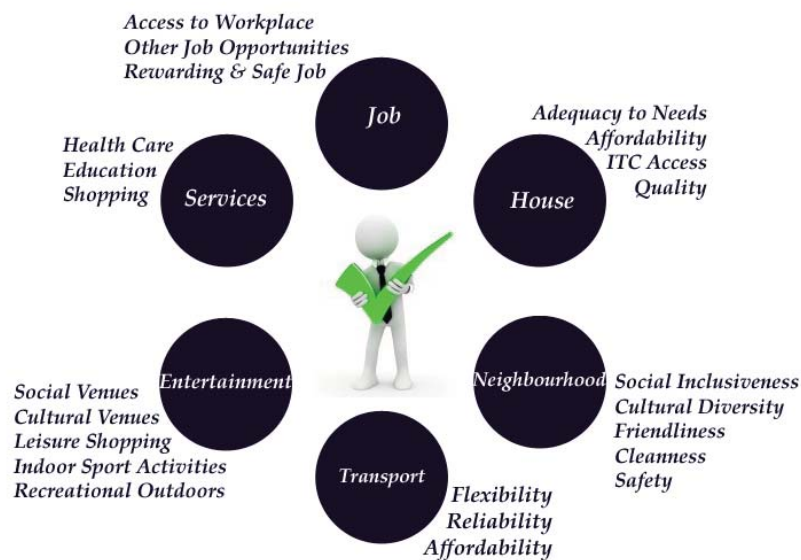 Access to Workplace
Other Job Opportunities
Rewarding & Safe Job
Job
Adequacy to Needs
Affordability
ITC Access
Quality
House
Health Care
Education
Shopping
Services
Entertainment
Social Venues
Cultural Venues
Leisure Shopping
Indoor Sport Activities
Recreational Outdoors
Neighbourhood
Social Inclusiveness
Cultural Diversity
Friendliness
Cleanness
Safety
Transport
Flexibility
Reliability
Affordability